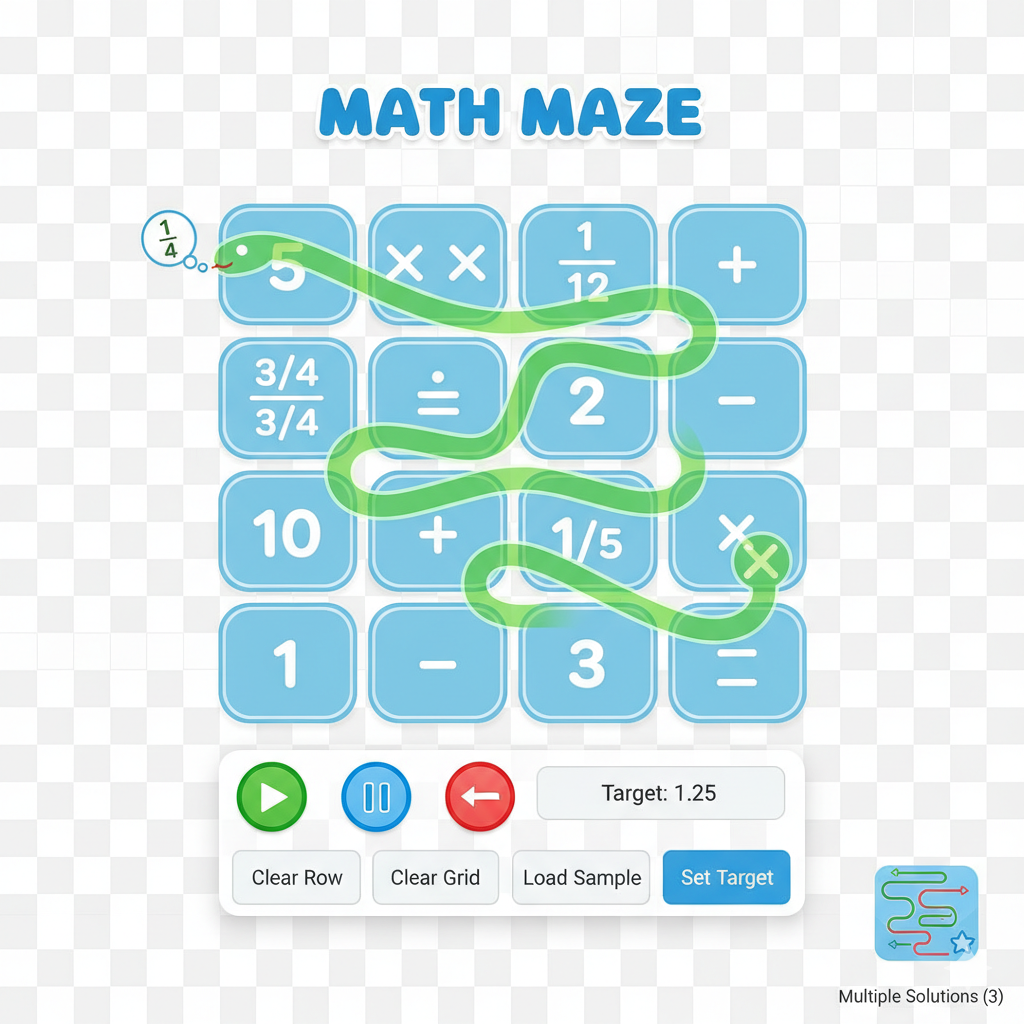 MATH MAZE
1
4
5 × × 1/12 +
3/4
3/4
÷ 2 −
10 + 1/5 ×
×
1 − 3 =
Target: 1.25
Clear Row Clear Grid Load Sample Set Target
Multiple Solutions (3)